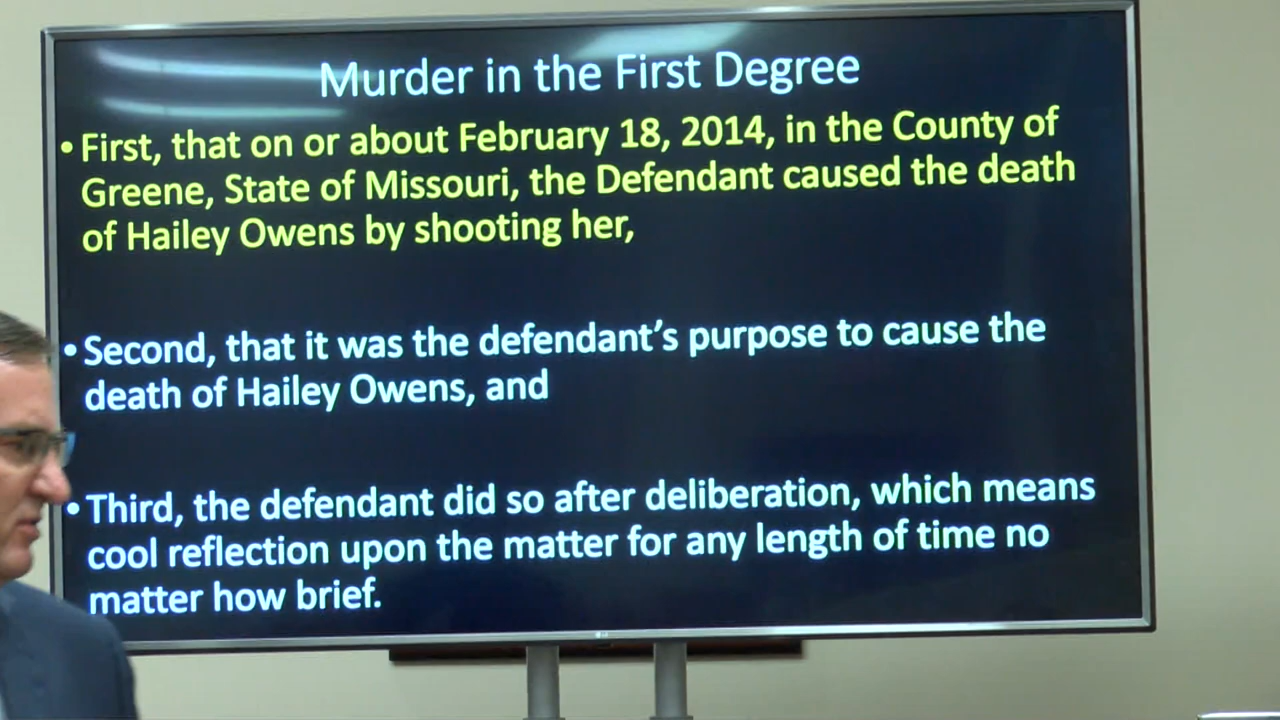 Murder in the First Degree
• First, that on or about February 18, 2014, in the County of
Greene, State of Missouri, the Defendant caused the death
of Hailey Owens by shooting her,
• Second, that it was the defendant's purpose to cause the
death of Hailey Owens, and
• Third, the defendant did so after deliberation, which means
cool reflection upon the matter for any length of time no
matter how brief.
LG